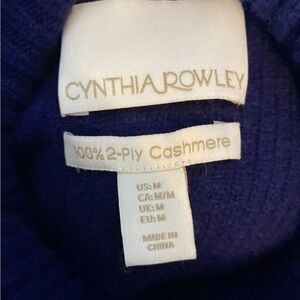 CYNTHIA ROWLEY
100% 2-Ply Cashmere
US: M
CA: M/M
UK: M
EU: M
MADE IN
CHINA